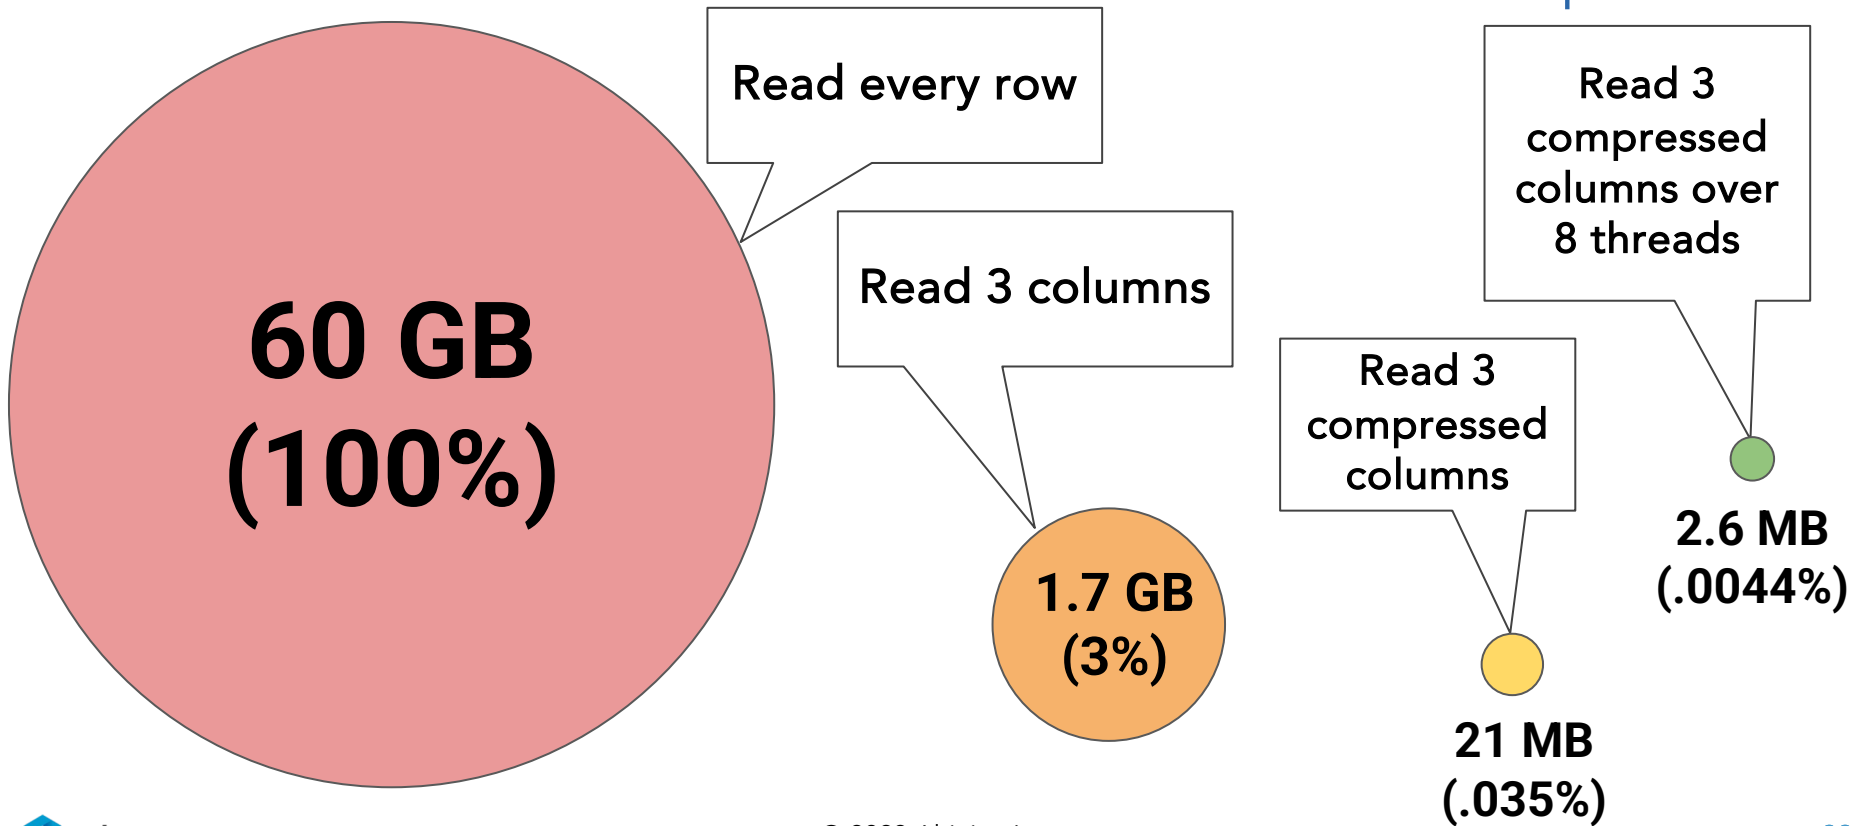 Read every row
60 GB
(100%)
Read 3 columns
1.7 GB
(3%)
Read 3
compressed
columns
21 MB
(.035%)
Read 3
compressed
columns over
8 threads
2.6 MB
(.0044%)